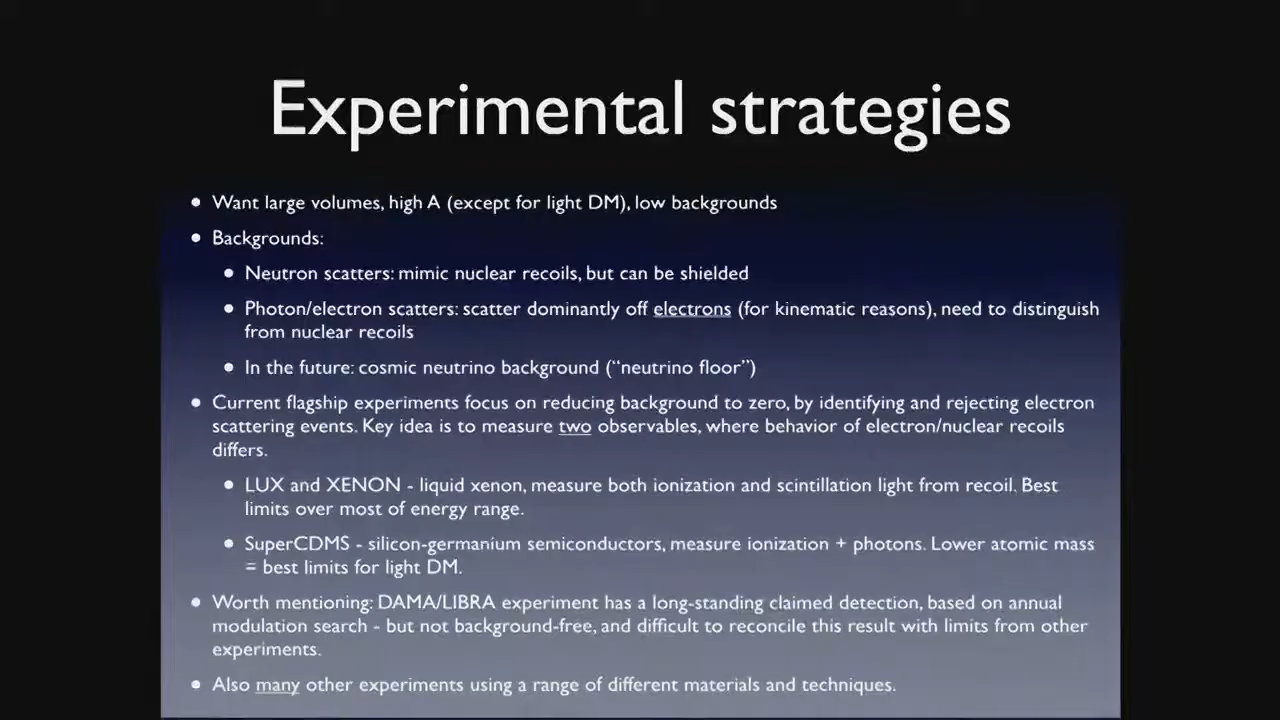 Experimental strategies
• Want large volumes, high A (except for light DM), low backgrounds
• Backgrounds:
• Neutron scatters: mimic nuclear recoils, but can be shielded
• Photon/electron scatters: scatter dominantly off electrons (for kinematic reasons), need to distinguish
from nuclear recoils
• In the future: cosmic neutrino background (“neutrino floor”)
• Current flagship experiments focus on reducing background to zero, by identifying and rejecting electron
scattering events. Key idea is to measure two observables, where behavior of electron/nuclear recoils
differs.
• LUX and XENON - liquid xenon, measure both ionization and scintillation light from recoil. Best
limits over most of energy range.
• SuperCDMS - silicon-germanium semiconductors, measure ionization + photons. Lower atomic mass
= best limits for light DM.
• Worth mentioning: DAMA/LIBRA experiment has a long-standing claimed detection, based on annual
modulation search - but not background-free, and difficult to reconcile this result with limits from other
experiments.
• Also many other experiments using a range of different materials and techniques.